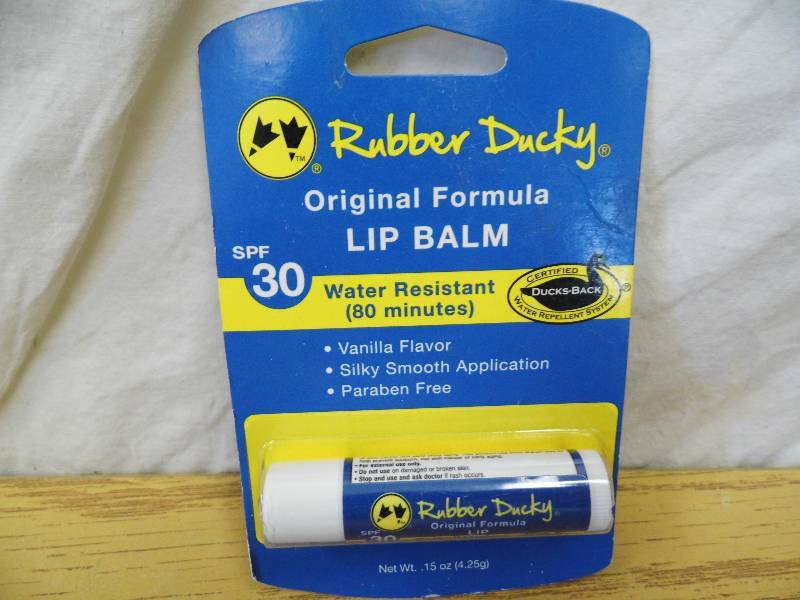 TM
®
Rubber Ducky®
Original Formula
LIP BALM
SPF
30
Water Resistant
(80 minutes)
CERTIFIED
DUCKS-BACK
WATER REPELLENT SYSTEM
®
• Vanilla Flavor
• Silky Smooth Application
• Paraben Free
• For external use only.
• Do not use on damaged or broken skin.
• Stop and use and ask doctor if rash occurs.
Rubber Ducky®
Original Formula
SPF
30
LIP
Net Wt. .15 oz (4.25g)